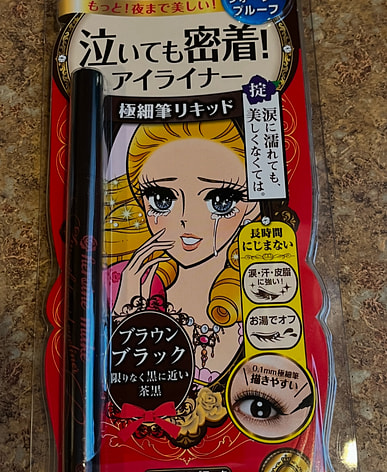 もっと!夜まで美しい!
プルーフ
泣いても密着!
アイライナー
極細筆リキッド
掟
涙に濡れても、
美しくなくては。
長時間
にじまない
涙・汗・皮脂
に強い!
お湯でオフ
0.1mm極細筆
描きやすい
ブラウン
ブラック
限りなく黒に近い
茶黒